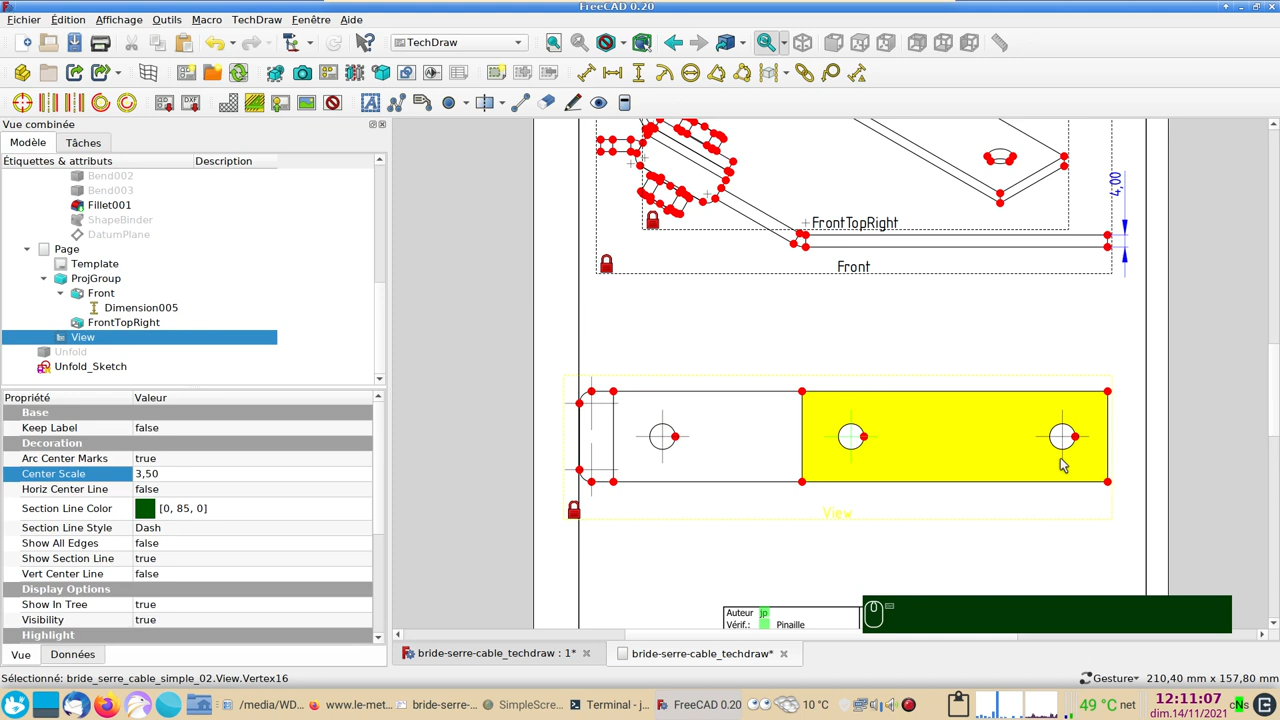 FreeCAD 0.20
Fichier Édition Affichage Outils Macro TechDraw Fenêtre Aide
TechDraw
Vue combinée
Modèle Tâches
Étiquettes & attributs Description
Bend002
Bend003
Fillet001
ShapeBinder
DatumPlane
Page
Template
ProjGroup
Front
Dimension005
FrontTopRight
View
Unfold
Unfold_Sketch
Propriété Valeur
Base
Keep Label false
Decoration
Arc Center Marks true
Center Scale 3,50
Horiz Center Line false
Section Line Color [0, 85, 0]
Section Line Style Dash
Show All Edges false
Show Section Line true
Vert Center Line false
Display Options
Show In Tree true
Visibility true
Highlight
Vue Données
4,00
FrontTopRight
Front
View
Auteur jp
Vérif.: Pinaille
bride-serre-cable_techdraw : 1*
bride-serre-cable_techdraw*
Sélectionné: bride_serre_cable_simple_02.View.Vertex16
Gesture 210,40 mm x 157,80 mm
/media/WD... www.le-met... bride-serre-... SimpleScre... Terminal - j... FreeCAD 0.20 10 °C 49 °C net 12:11:07
dim.14/11/2021